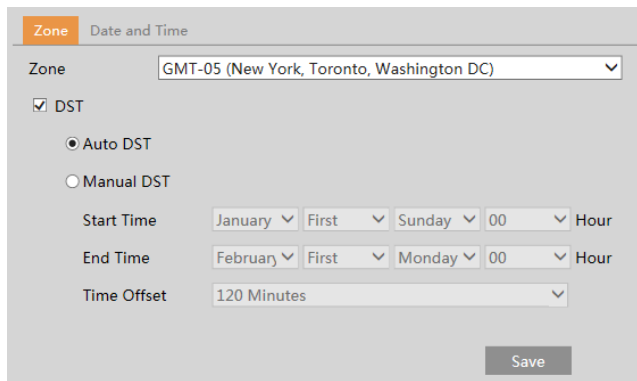 Zone Date and Time
Zone GMT-05 (New York, Toronto, Washington DC)
DST
Auto DST
Manual DST
Start Time January First Sunday 00 Hour
End Time February First Monday 00 Hour
Time Offset 120 Minutes
Save